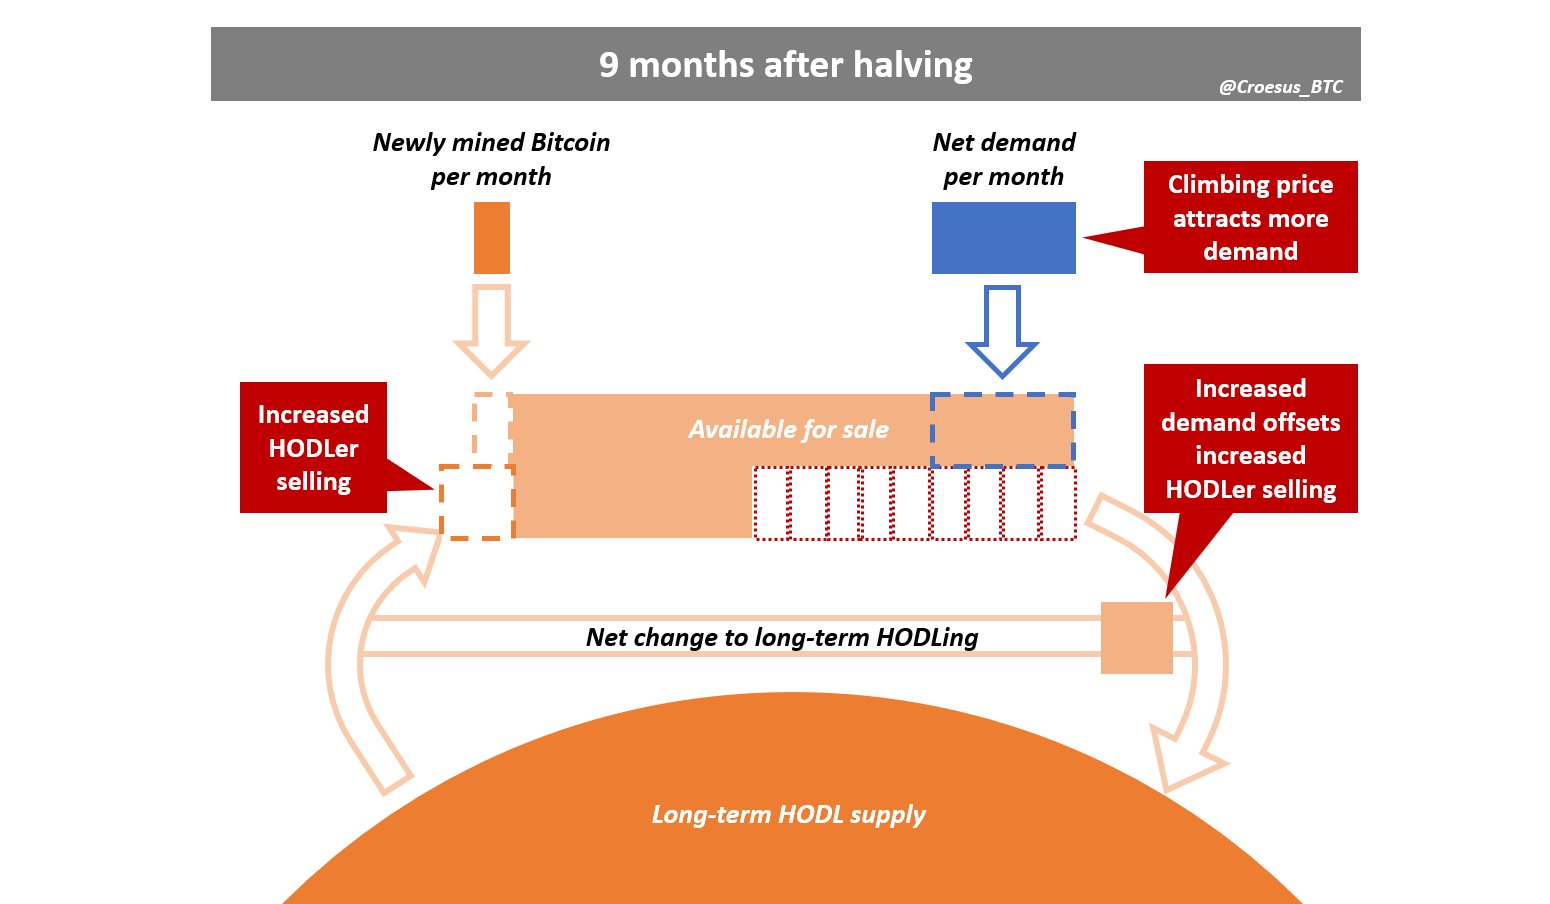 9 months after halving
@Croesus_BTC
Newly mined Bitcoin
per month
Net demand
per month
Climbing price
attracts more
demand
Increased
HODLer
selling
Available for sale
Increased
demand offsets
increased
HODLer selling
Net change to long-term HODLing
Long-term HODL supply